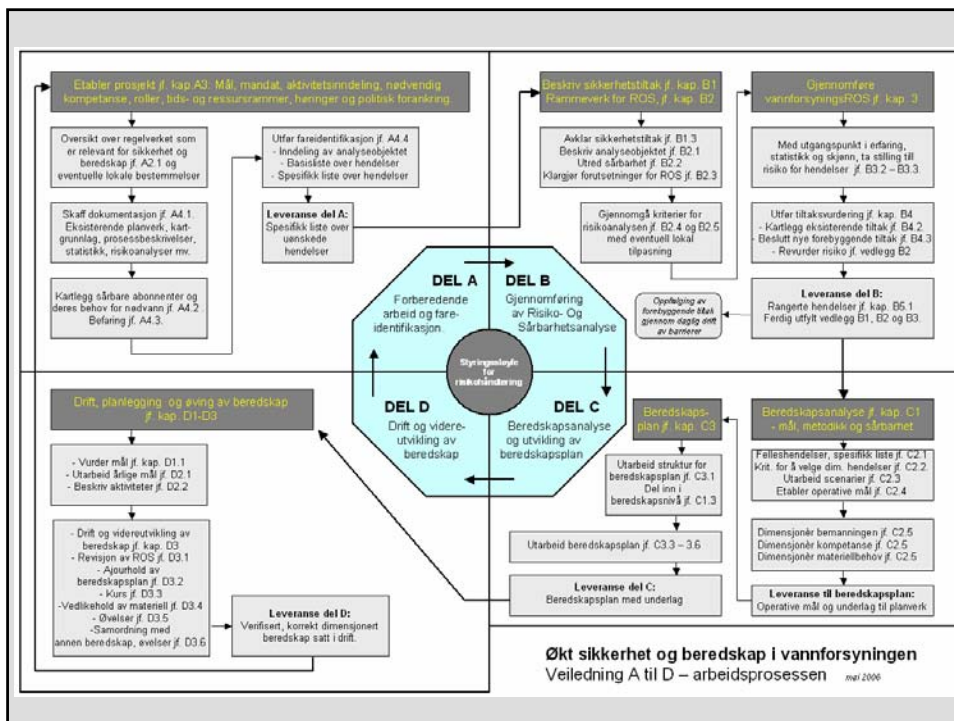 Etabler prosjekt jf. kap.A3: Mål, mandat, aktivitetsinndeling, nødvendig
kompetanse, roller, tids- og ressursrammer, høringer og politisk forankring.
Oversikt over regelverket som
er relevant for sikkerhet og
beredskap jf. A2.1 og
eventuelle lokale bestemmelser
Skaff dokumentasjon jf. A4.1.
Eksisterende planverk, kart-
grunnlag, prosessbeskrivelser,
statistikk, risikoanalyser mv.
Kartlegg sårbare abonnenter og
deres behov for nødvann jf. A4.2
Befaring jf. A4.3.
Utfør fareidentifikasjon jf. A4.4
- Inndeling av analyseobjektet
- Basisliste over hendelser
- Spesifikk liste over hendelser
Leveranse del A:
Spesifikk liste over
uønskede
hendelser
Beskriv sikkerhetstiltak jf. kap. B1
Rammeverk for ROS, jf. kap. B2
Avklar sikkerhetstiltak jf. B1.3
Beskriv analyseobjektet jf. B2.1
Utred sårbarhet jf. B2.2
Klargjør forutsetninger for ROS jf. B2.3
Gjennomgå kriterier for
risikoanalysen jf. B2.4 og B2.5
med eventuell lokal
tilpasning
Gjennomføre
vannforsyningsROS jf. kap. 3
Med utgangspunkt i erfaring,
statistikk og skjønn, ta stilling til
risiko for hendelser jf. B3.2 – B3.3.
Utfør tiltaksvurdering jf. kap. B4
- Kartlegg eksisterende tiltak jf. B4.2
- Beslutt nye forebyggende tiltak jf. B4.3
- Revurder risiko jf. vedlegg B2
Leveranse del B:
Rangerte hendelser jf. kap. B5.1
Ferdig utfylt vedlegg B1, B2 og B3.
Oppfølging av
forebyggende tiltak
gjennom daglig drift
av barrierer
DEL A
Forberedende
arbeid og fare-
identifikasjon.
DEL B
Gjennomføring
av Risiko- Og
Sårbarhetsanalyse
Styringssløyfe
for
risikohåndtering
DEL D
Drift og videre-
utvikling av
beredskap
DEL C
Beredskapsanalyse
og utvikling av
beredskapsplan
Drift, planlegging og øving av beredskap
jf. kap. D1-D3
- Vurder mål jf. kap. D1.1
- Utarbeid årlige mål jf. D2.1
- Beskriv aktiviteter jf. D2.2
- Drift og videreutvikling av
beredskap jf. kap. D3
- Revisjon av ROS jf. D3.1
- Ajourhold av
beredskapsplan jf. D3.2
- Kurs jf. D3.3
-Vedlikehold av materiell jf. D3.4
- Øvelser jf. D3.5
-Samordning med
annen beredskap, øvelser jf. D3.6
Leveranse del D:
Verifisert, korrekt dimensjonert
beredskap satt i drift.
Beredskaps-
plan jf. kap. C3
Utarbeid struktur for
beredskapsplan jf. C3.1
Del inn i
beredskapsnivå jf. C1.3
Utarbeid beredskapsplan jf. C3.3 – 3.6
Leveranse del C:
Beredskapsplan med underlag
Beredskapsanalyse jf. kap. C1
- mål, metodikk og sårbarhet
Felleshendelser, spesifikk liste jf. C2.1
Krit. for å velge dim. hendelser jf. C2.2.
Utarbeid scenarier jf. C2.3
Etabler operative mål jf. C2.4
Dimensjonér bemanningen jf. C2.5
Dimensjonér kompetanse jf. C2.5
Dimensjonér materiellbehov jf. C2.5
Leveranse til beredskapsplan:
Operative mål og underlag til planverk
Økt sikkerhet og beredskap i vannforsyningen
Veiledning A til D – arbeidsprosessen mai 2006